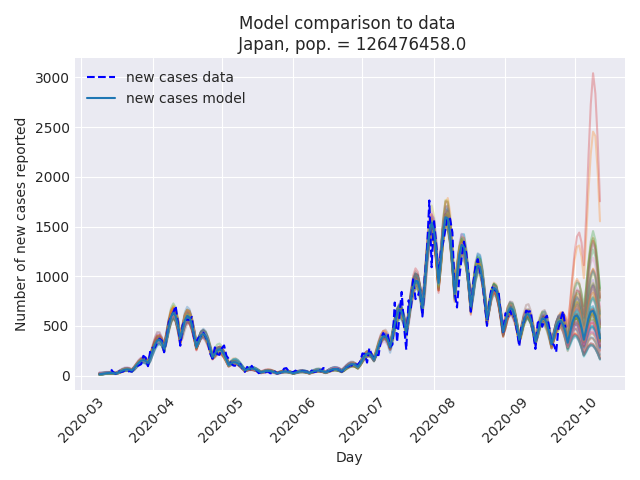 Model comparison to data
Japan, pop. = 126476458.0
new cases data
new cases model
Number of new cases reported
3000
2500
2000
1500
1000
500
0
2020-03
2020-04
2020-05
2020-06
2020-07
2020-08
2020-09
2020-10
Day